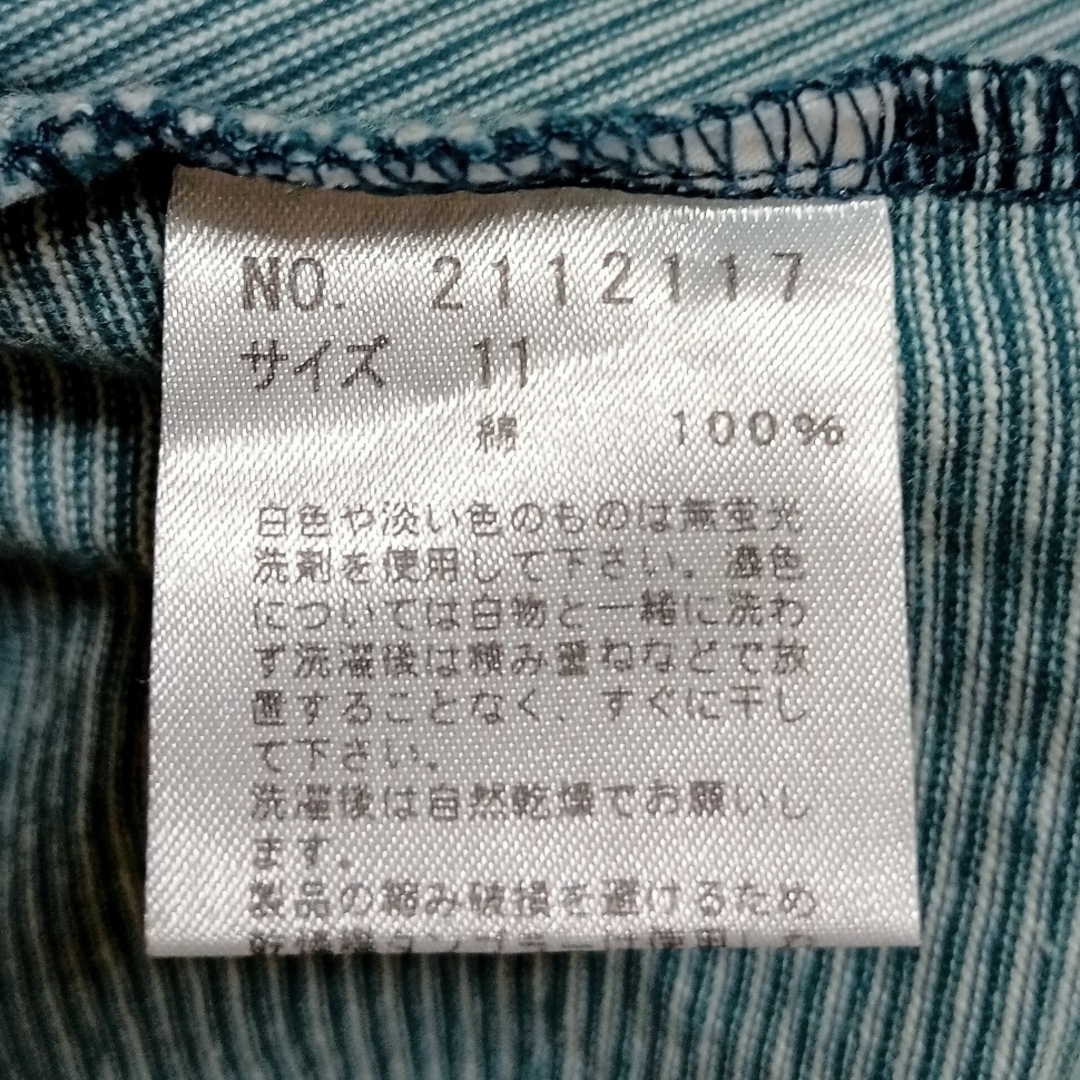 NO. 2112117
サイズ 11
綿 100%
白色や淡い色のものは無蛍光
洗剤を使用して下さい。濃色
については白物と一緒に洗わ
ず洗濯後は積み重ねなどで放
置することなく、すぐに干し
て下さい。
洗濯後は自然乾燥でお願いし
ます。
製品の縮み破損を避けるため